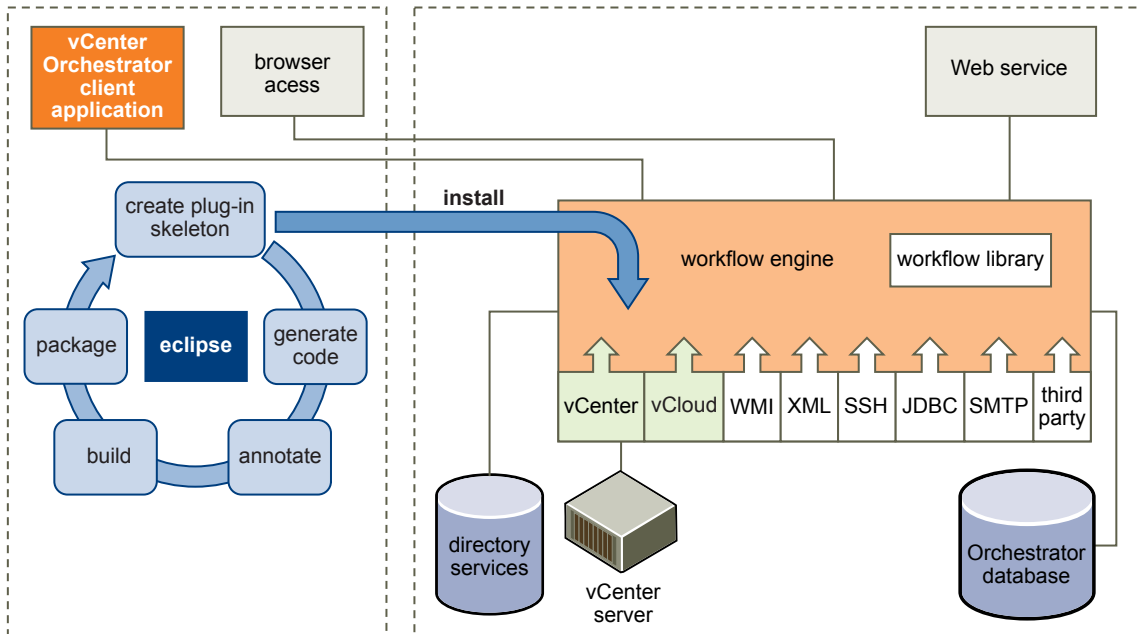 vCenter
Orchestrator
client
application
browser
acess
Web service
create plug-in
skeleton
install
workflow engine
workflow library
package
eclipse
generate
code
build
annotate
vCenter
vCloud
WMI
XML
SSH
JDBC
SMTP
third
party
directory
services
vCenter
server
Orchestrator
database